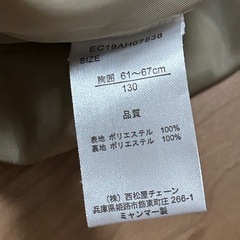 EC19AH07538
SIZE
胸囲 61～67cm
130
品質
表地 ポリエステル 100%
裏地 ポリエステル 100%
(株)西松屋チェーン
兵庫県姫路市飾東町庄 266-1
ミャンマー製